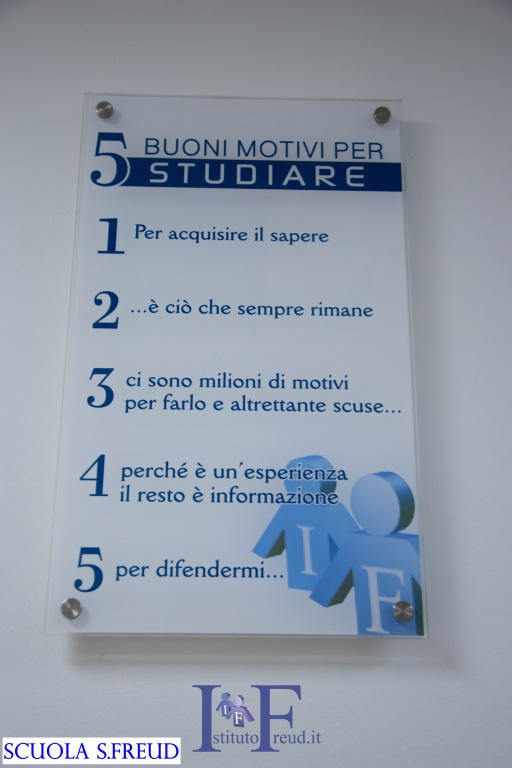 5 BUONI MOTIVI PER
STUDIARE
1 Per acquisire il sapere
2 ...è ciò che sempre rimane
3 ci sono milioni di motivi
per farlo e altrettante scuse...
4 perché è un'esperienza
il resto è informazione
5 per difendermi...
I F
IF
I F
IstitutoFreud.it
SCUOLA S.FREUD